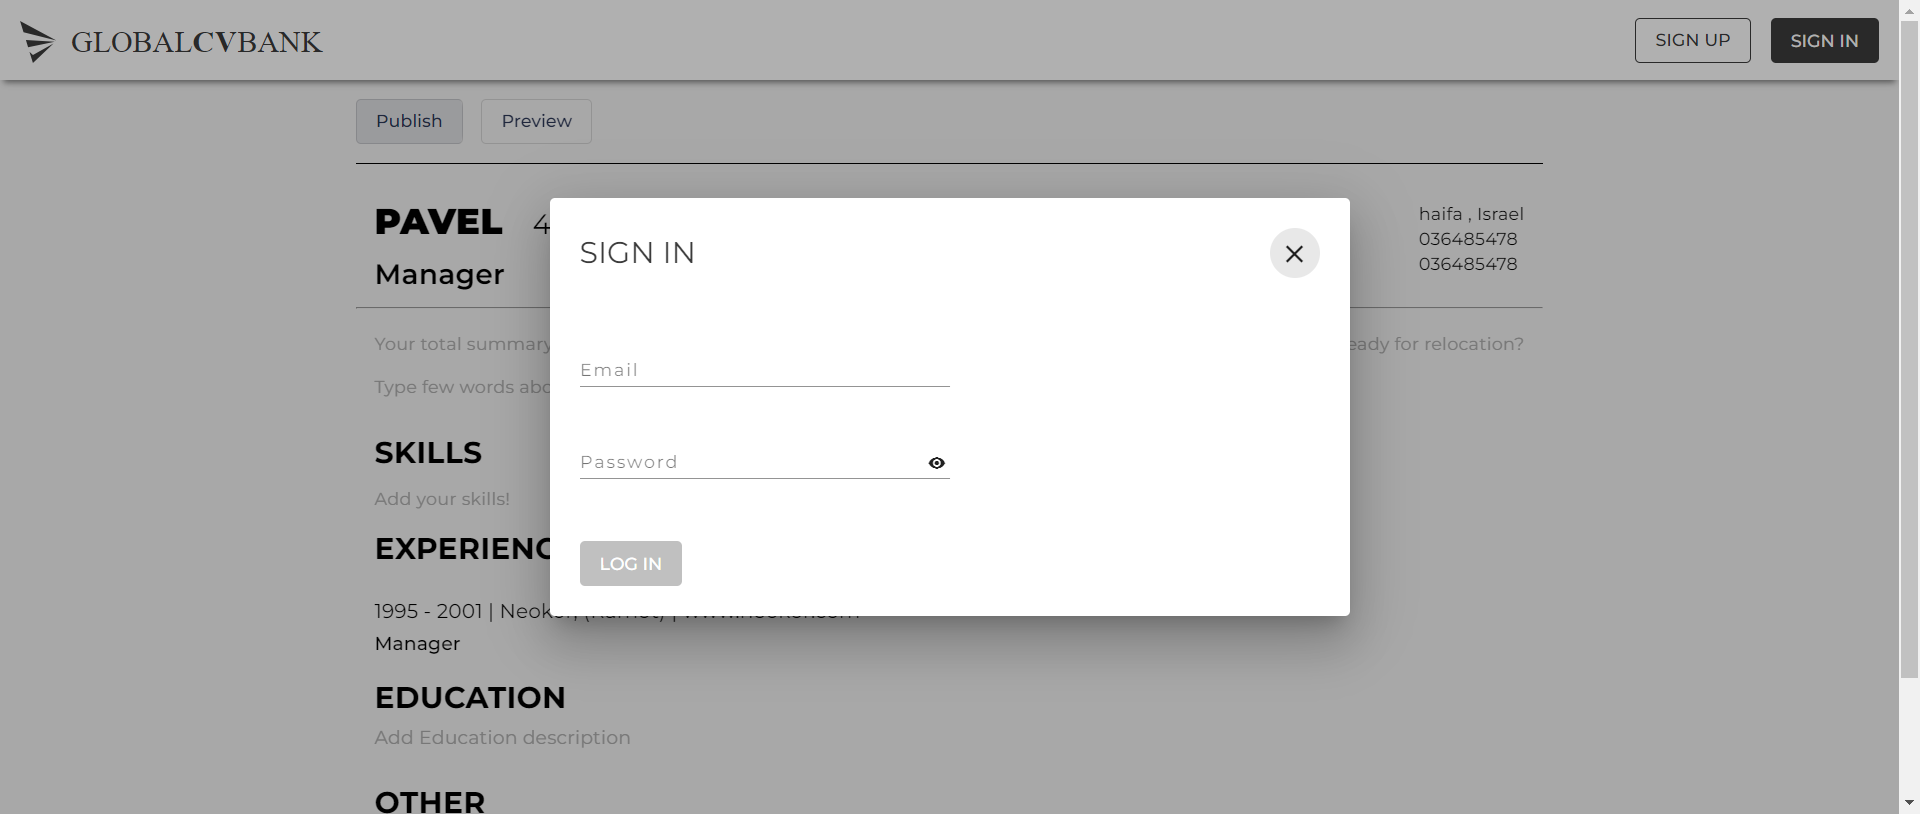 GLOBALCVBANK
SIGN UP
SIGN IN
Publish
Preview
PAVEL 4
Manager
haifa , Israel
036485478
036485478
SIGN IN
Your total summary
eady for relocation?
Type few words abo
Email
SKILLS
Password
Add your skills!
EXPERIENC
LOG IN
1995 - 2001 |
Manager
EDUCATION
Add Education description
OTHER